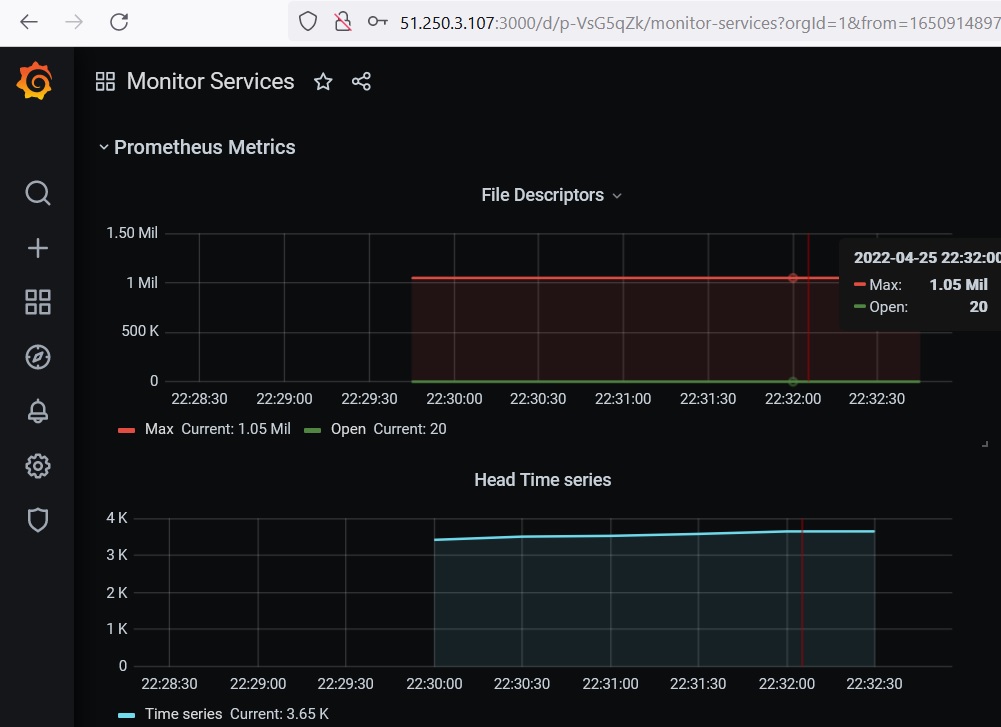 51.250.3.107:3000/d/p-VsG5qZk/monitor-services?orgId=1&from=1650914897
Monitor Services
Prometheus Metrics
File Descriptors
1.50 Mil
1 Mil
500 K
0
22:28:30 22:29:00 22:29:30 22:30:00 22:30:30 22:31:00 22:31:30 22:32:00 22:32:30
2022-04-25 22:32:00
Max: 1.05 Mil
Open: 20
Max Current: 1.05 Mil Open Current: 20
Head Time series
4 K
3 K
2 K
1 K
0
22:28:30 22:29:00 22:29:30 22:30:00 22:30:30 22:31:00 22:31:30 22:32:00 22:32:30
Time series Current: 3.65 K